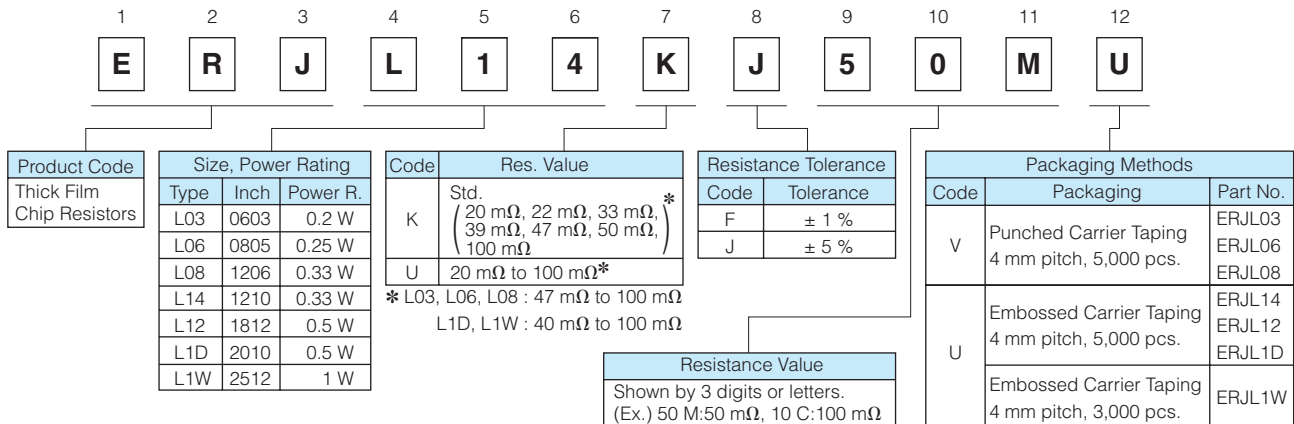 1 2 3 4 5 6 7 8 9 10 11 12
E R J L 1 4 K J 5 0 M U
Product Code
Thick Film
Chip Resistors
Size, Power Rating
Type Inch Power R.
L03 0603 0.2 W
L06 0805 0.25 W
L08 1206 0.33 W
L14 1210 0.33 W
L12 1812 0.5 W
L1D 2010 0.5 W
L1W 2512 1 W
Code Res. Value
K
Std.
(20 mΩ, 22 mΩ, 33 mΩ,
39 mΩ, 47 mΩ, 50 mΩ,
100 mΩ)*
U 20 mΩ to 100 mΩ*
* L03, L06, L08 : 47 mΩ to 100 mΩ
L1D, L1W : 40 mΩ to 100 mΩ
Resistance Tolerance
Code Tolerance
F ± 1 %
J ± 5 %
Resistance Value
Shown by 3 digits or letters.
(Ex.) 50 M:50 mΩ, 10 C:100 mΩ
Packaging Methods
Code Packaging Part No.
V
Punched Carrier Taping
4 mm pitch, 5,000 pcs.
ERJL03
ERJL06
ERJL08
U
Embossed Carrier Taping
4 mm pitch, 5,000 pcs.
ERJL14
ERJL12
ERJL1D
Embossed Carrier Taping
4 mm pitch, 3,000 pcs.
ERJL1W